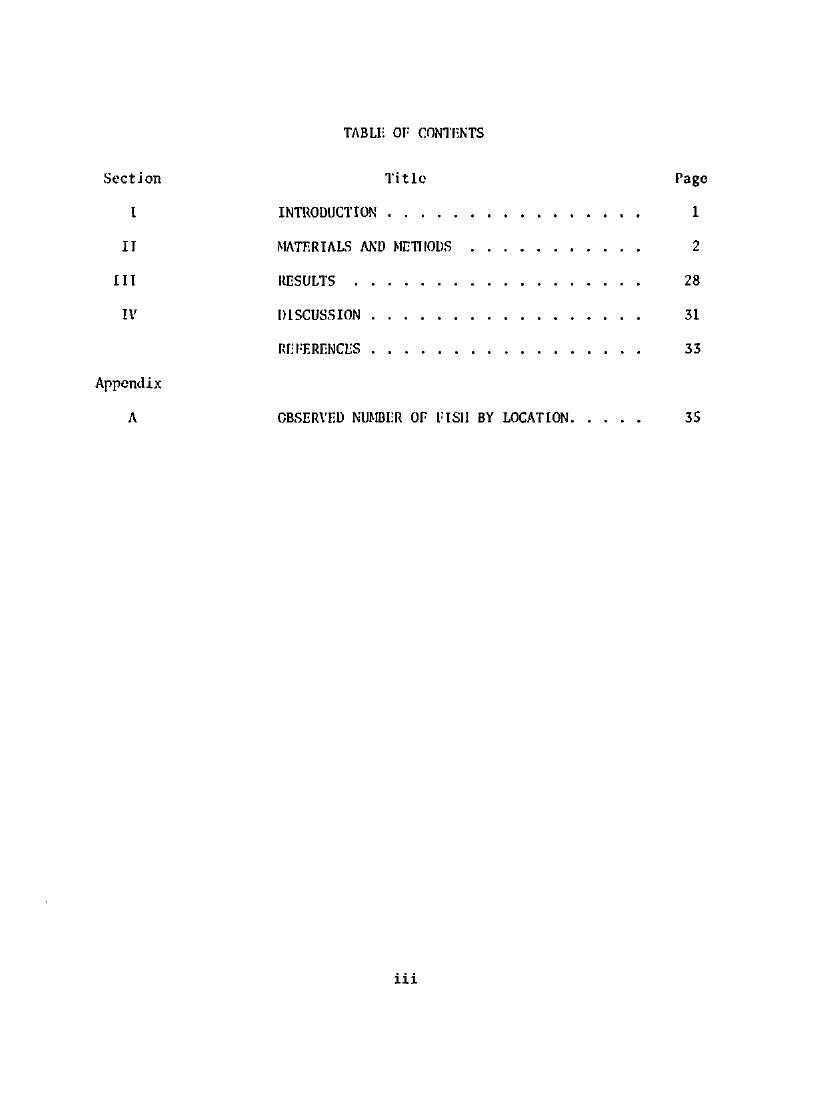 TABLE OF CONTENTS
Section Title Page
I INTRODUCTION . . . . . . . . . . . . . . . . 1
II MATERIALS AND METHODS . . . . . . . . . . . 2
III RESULTS . . . . . . . . . . . . . . . . . . 28
IV DISCUSSION . . . . . . . . . . . . . . . . . 31
REFERENCES . . . . . . . . . . . . . . . . . 33
Appendix
A OBSERVED NUMBER OF FISH BY LOCATION. . . . . 35
iii